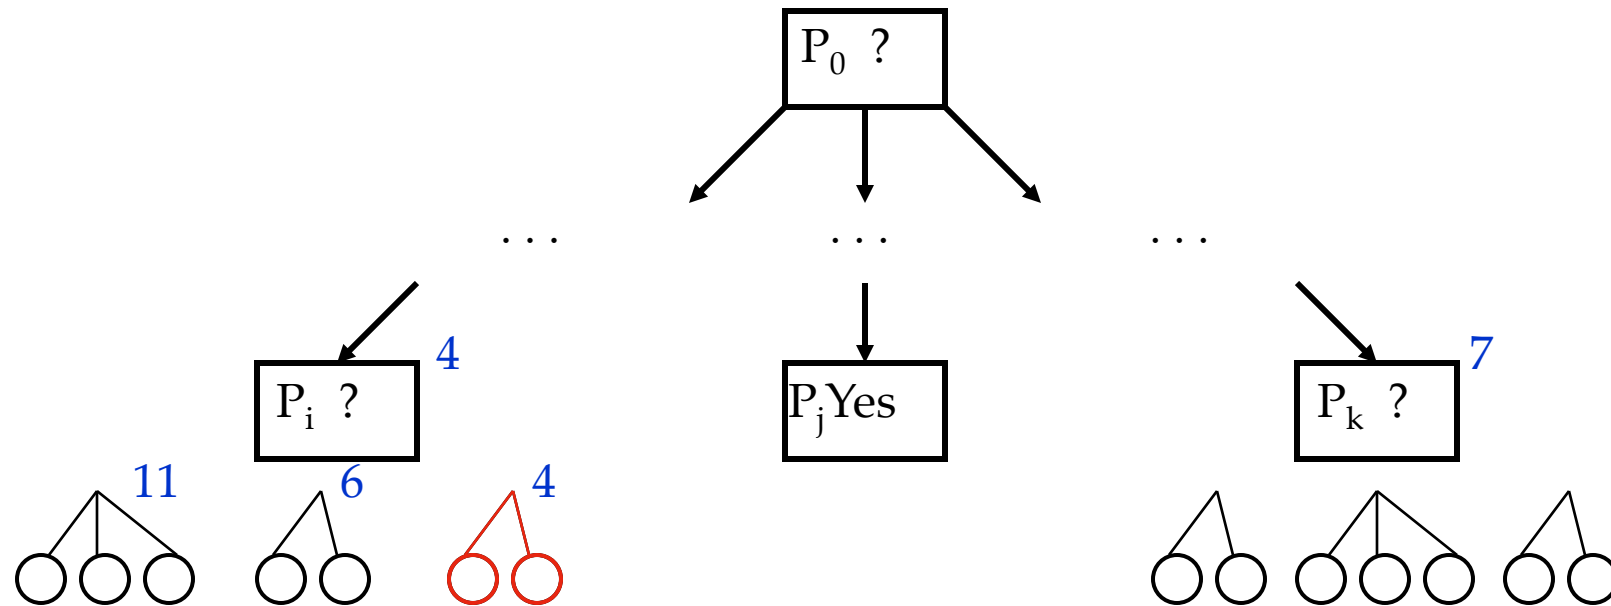 P₀ ?
. . . . . . . . .
4 7
Pᵢ ? PⱼYes Pₖ ?
11 6 4